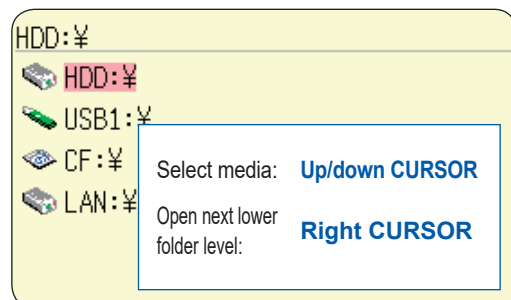 HDD:¥
HDD:¥
USB1:¥
CF:¥
LAN:¥
Select media: Up/down CURSOR
Open next lower
folder level: Right CURSOR